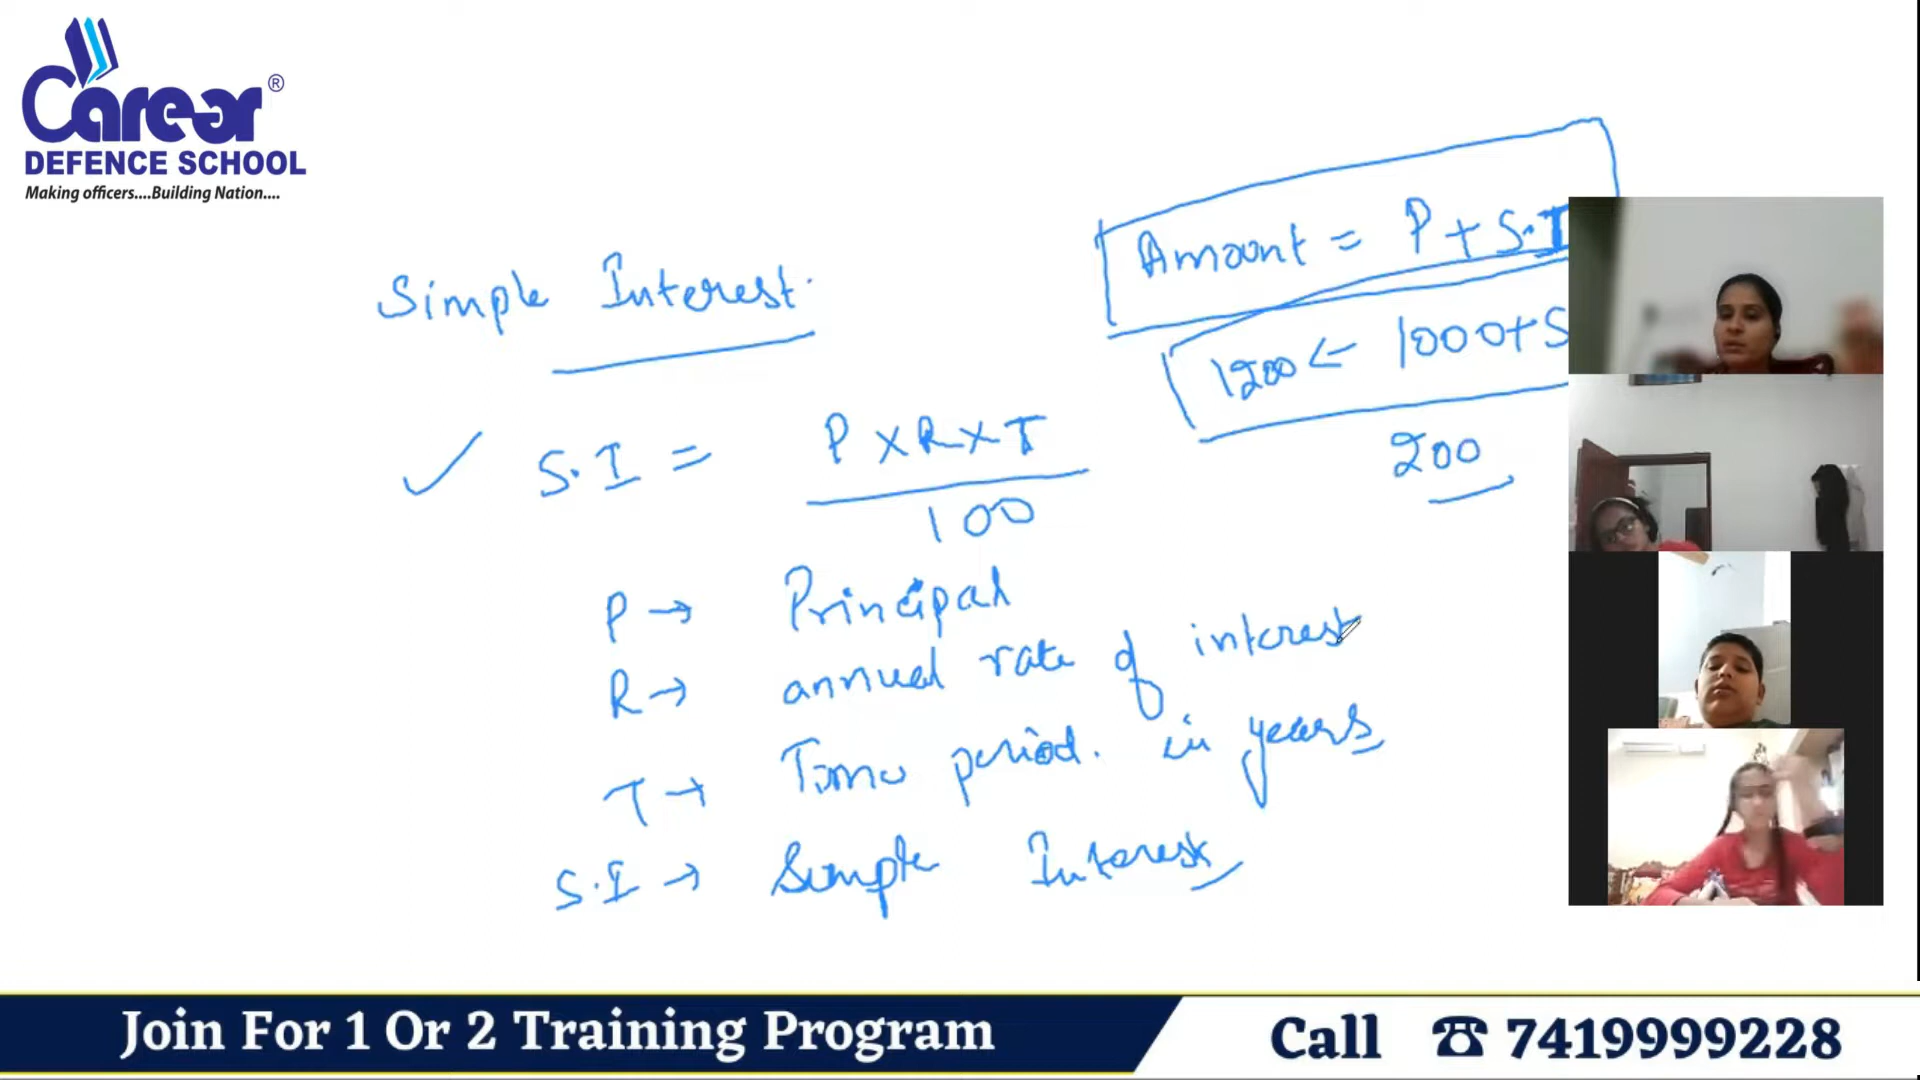 Carear®
DEFENCE SCHOOL
Making officers....Building Nation....
Amount = P + S.I
Simple Interest.
1200 ← 1000 + S
200
✓ S.I = P × R × T
100
P → Principal
R → annual rate of interest
T → Time period. in years
S.I → Simple Interest
Join For 1 Or 2 Training Program
Call ☎ 7419999228